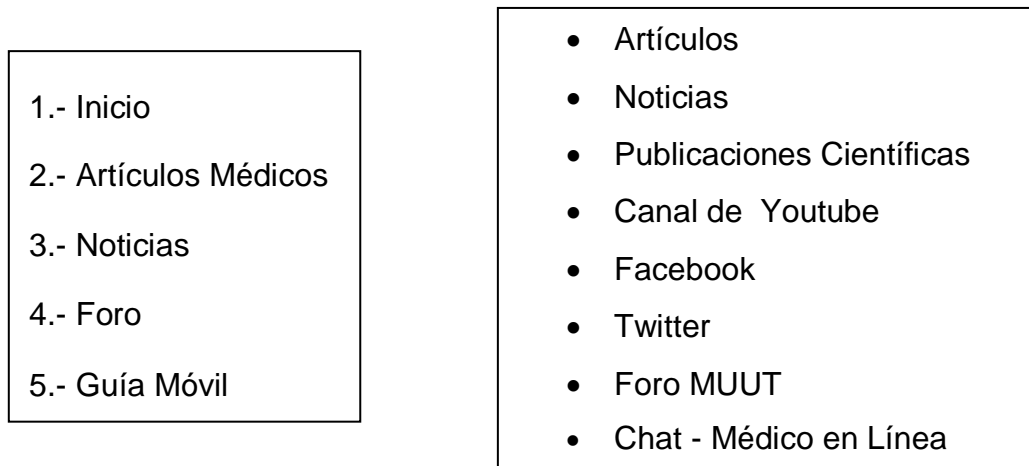 1.- Inicio
2.- Artículos Médicos
3.- Noticias
4.- Foro
5.- Guía Móvil
• Artículos
• Noticias
• Publicaciones Científicas
• Canal de Youtube
• Facebook
• Twitter
• Foro MUUT
• Chat - Médico en Línea